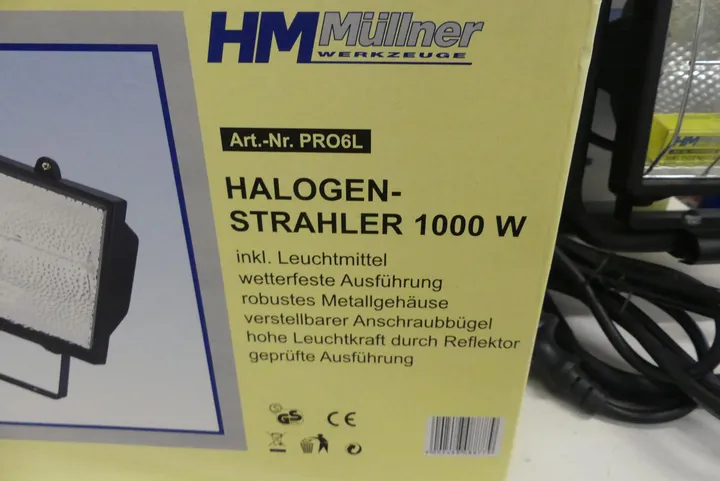 HM Müllner
WERKZEUGE
Art.-Nr. PRO6L
HALOGEN-
STRAHLER 1000 W
inkl. Leuchtmittel
wetterfeste Ausführung
robustes Metallgehäuse
verstellbarer Anschraubbügel
hohe Leuchtkraft durch Reflektor
geprüfte Ausführung
GS CE
HM